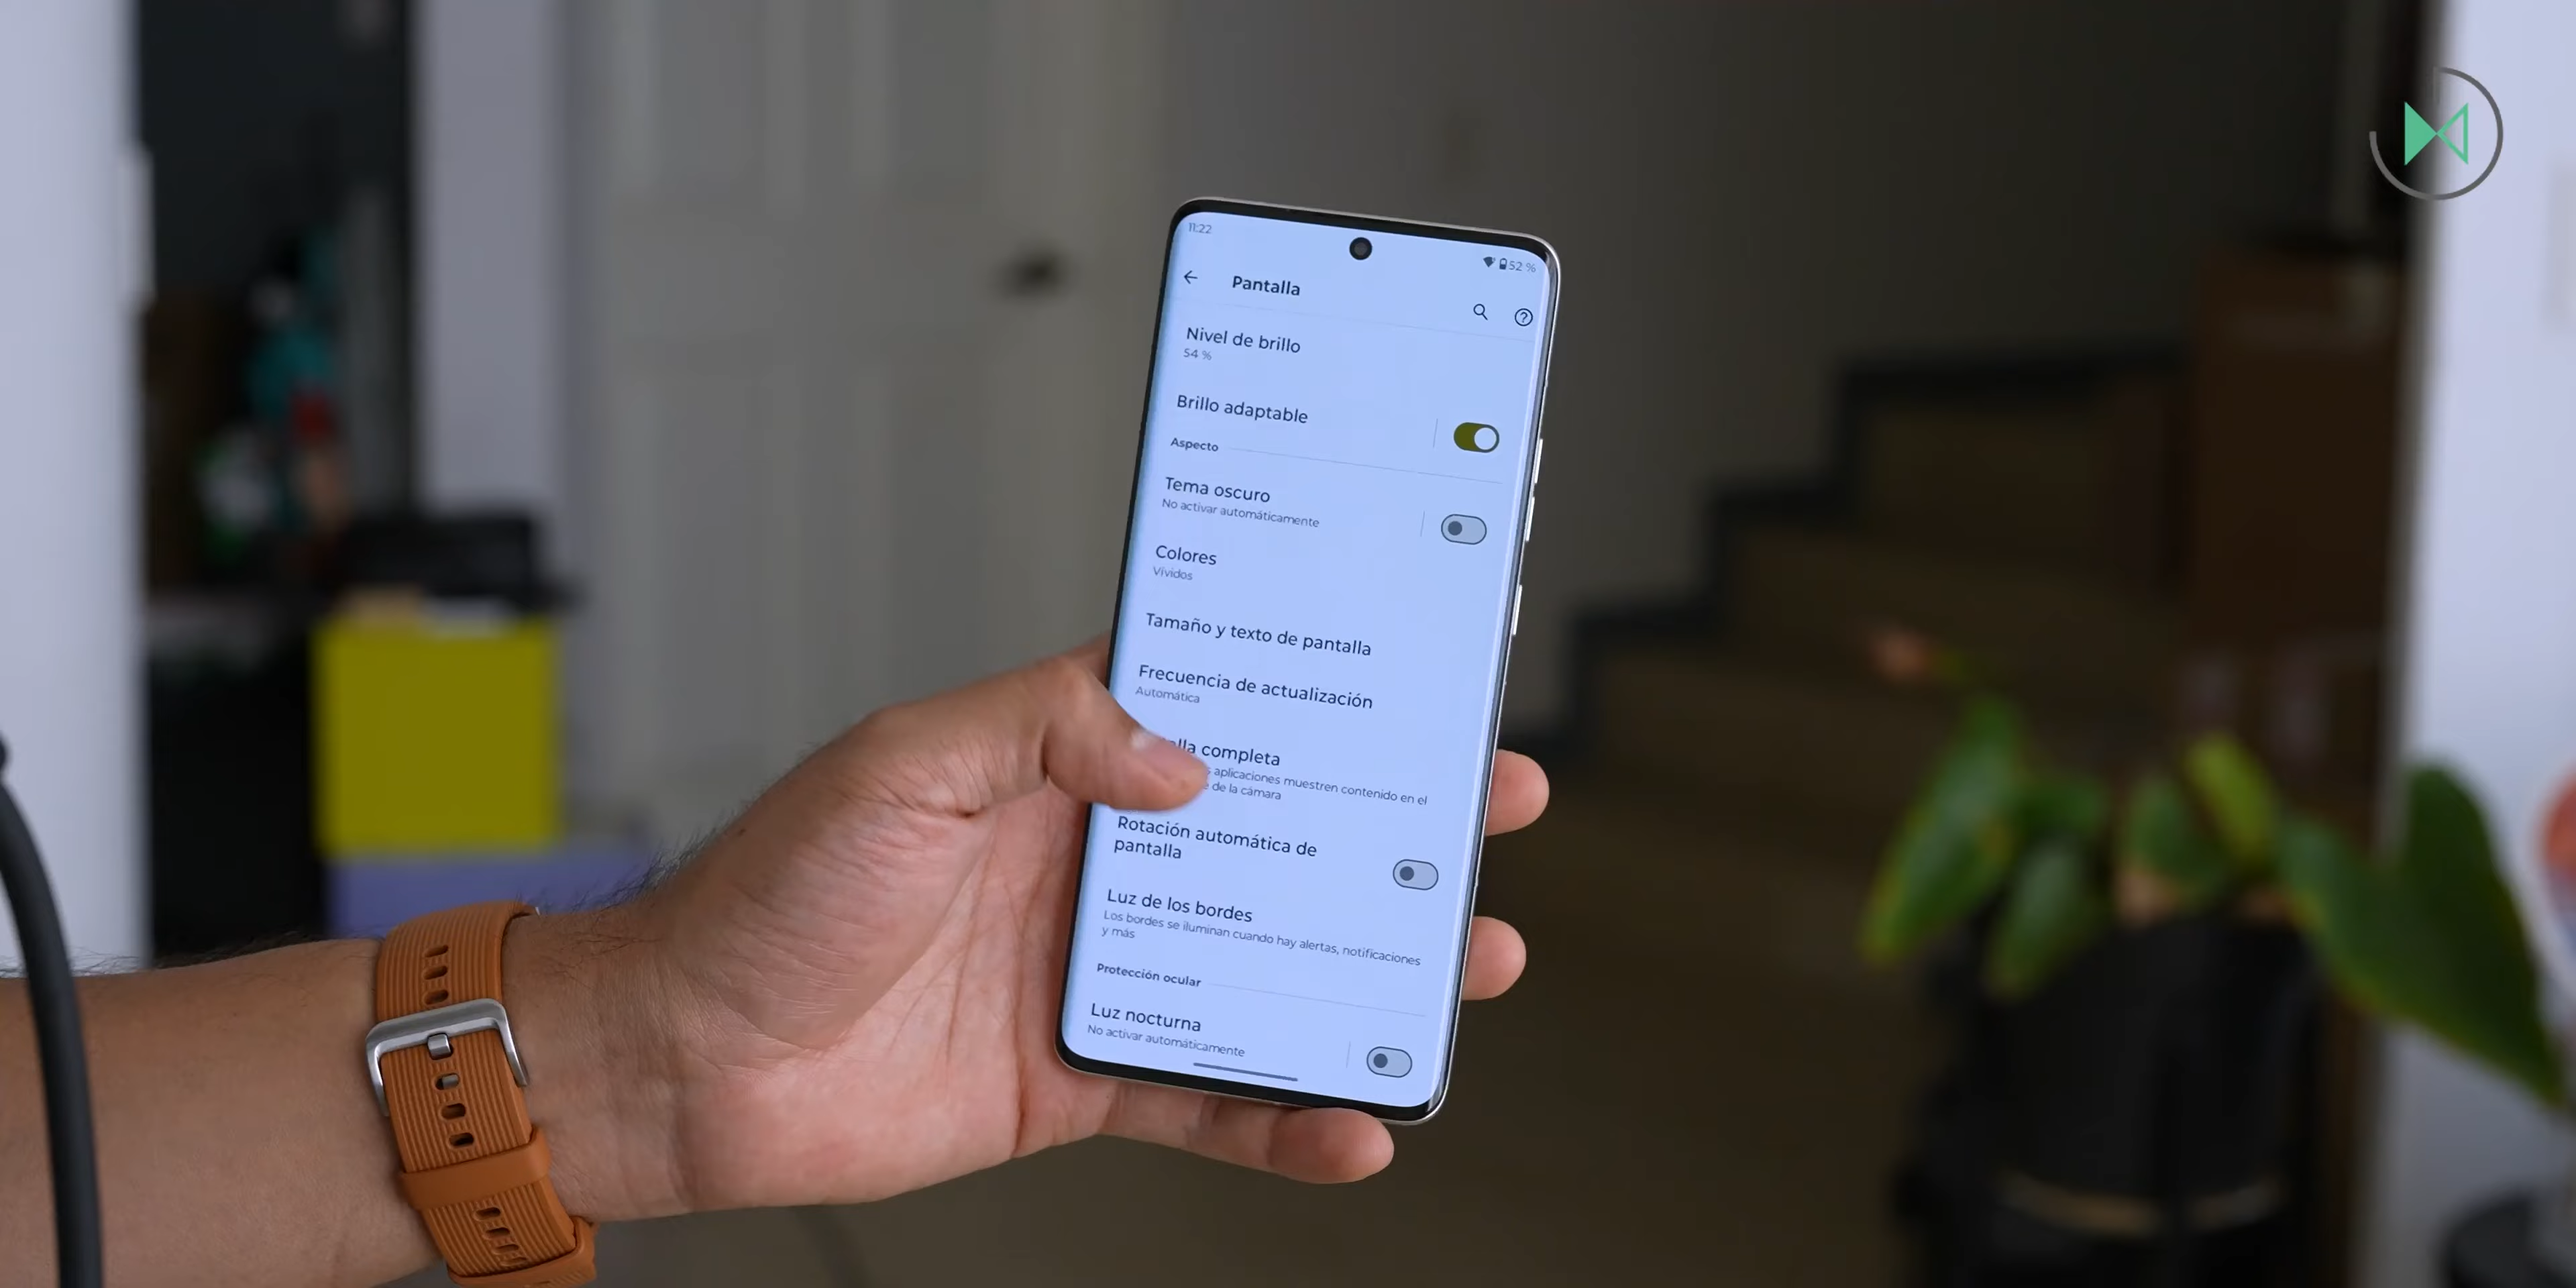 11:22
52 %
Pantalla
Nivel de brillo
54 %
Brillo adaptable
Aspecto
Tema oscuro
No activar automáticamente
Colores
Vívidos
Tamaño y texto de pantalla
Frecuencia de actualización
Automática
completa
aplicaciones muestren contenido en el
de la cámara
Rotación automática de
pantalla
Luz de los bordes
Los bordes se iluminan cuando hay alertas, notificaciones
y más
Protección ocular
Luz nocturna
No activar automáticamente